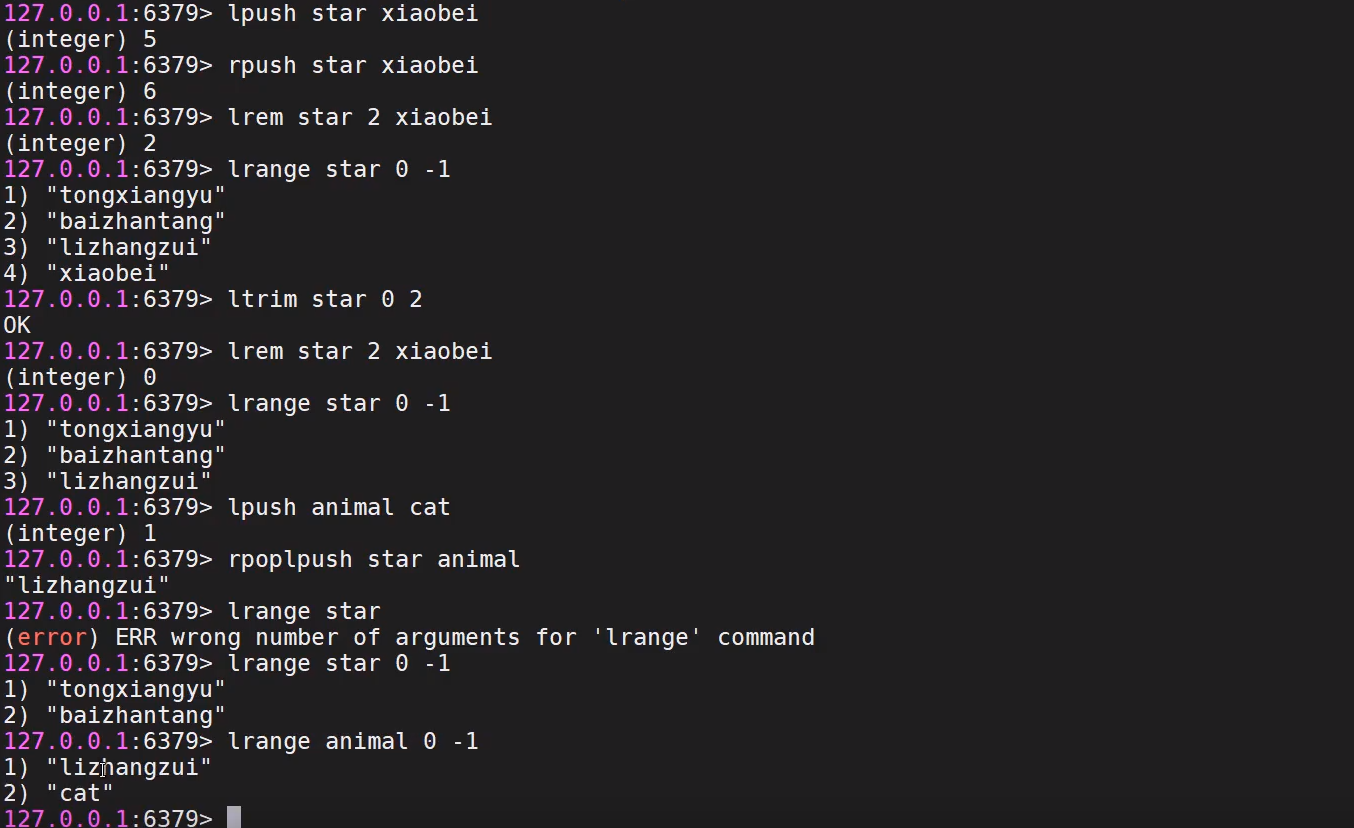 127.0.0.1:6379> lpush star xiaobei
(integer) 5
127.0.0.1:6379> rpush star xiaobei
(integer) 6
127.0.0.1:6379> lrem star 2 xiaobei
(integer) 2
127.0.0.1:6379> lrange star 0 -1
1) "tongxiangyu"
2) "baizhantang"
3) "lizhangzui"
4) "xiaobei"
127.0.0.1:6379> ltrim star 0 2
OK
127.0.0.1:6379> lrem star 2 xiaobei
(integer) 0
127.0.0.1:6379> lrange star 0 -1
1) "tongxiangyu"
2) "baizhantang"
3) "lizhangzui"
127.0.0.1:6379> lpush animal cat
(integer) 1
127.0.0.1:6379> rpoplpush star animal
"lizhangzui"
127.0.0.1:6379> lrange star
(error) ERR wrong number of arguments for 'lrange' command
127.0.0.1:6379> lrange star 0 -1
1) "tongxiangyu"
2) "baizhantang"
127.0.0.1:6379> lrange animal 0 -1
1) "lizhangzui"
2) "cat"
127.0.0.1:6379>